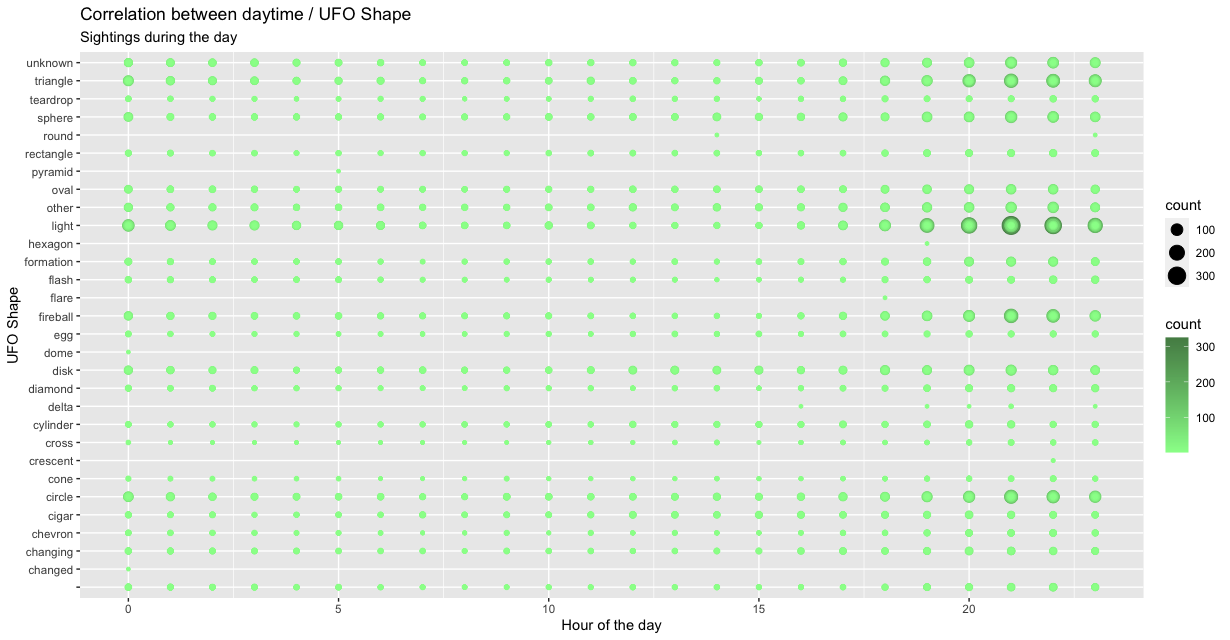 Correlation between daytime / UFO Shape
Sightings during the day
UFO Shape
unknown
triangle
teardrop
sphere
round
rectangle
pyramid
oval
other
light
hexagon
formation
flash
flare
fireball
egg
dome
disk
diamond
delta
cylinder
cross
crescent
cone
circle
cigar
chevron
changing
changed
0 5 10 15 20
Hour of the day
count
100
200
300
count
300
200
100